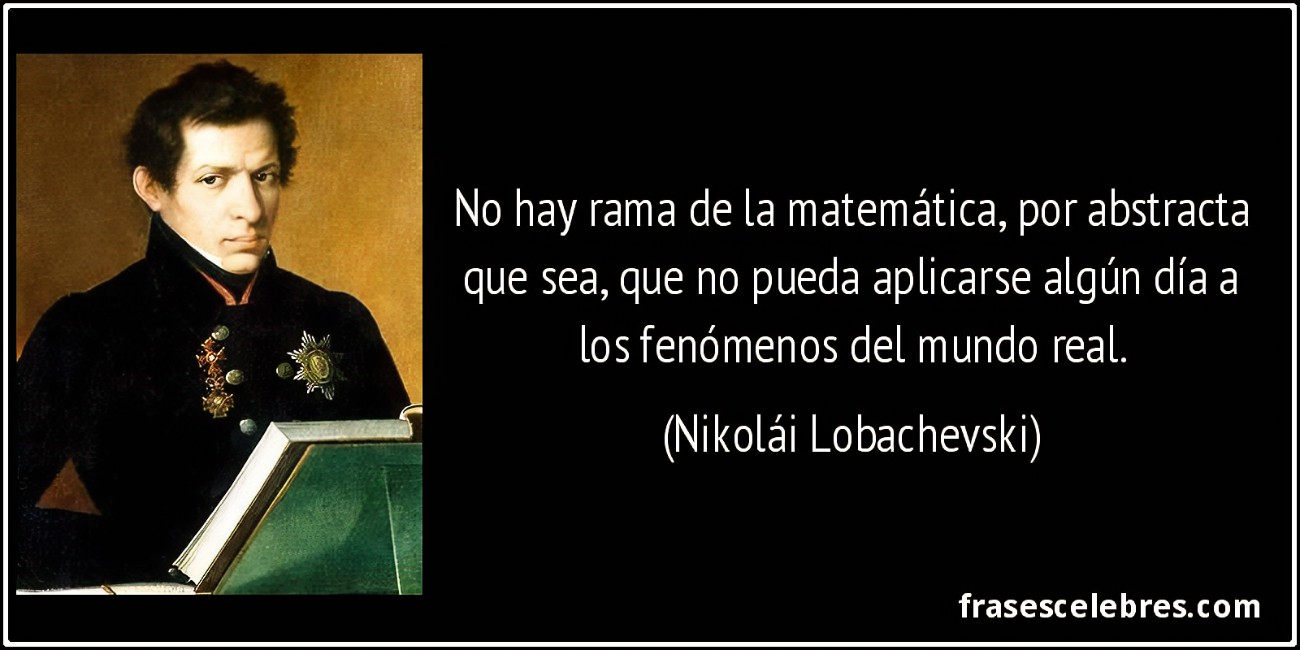 No hay rama de la matemática, por abstracta
que sea, que no pueda aplicarse algún día a
los fenómenos del mundo real.
(Nikolái Lobachevski)
frasescelebres.com